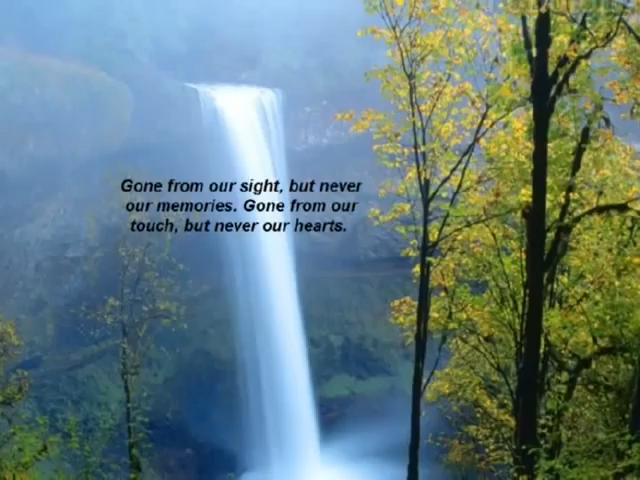 Gone from our sight, but never
our memories. Gone from our
touch, but never our hearts.